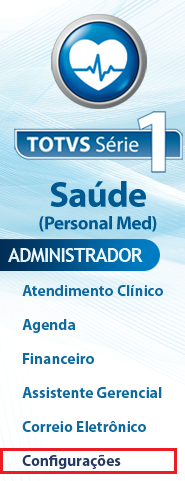 TOTVS Série 1
Saúde
(Personal Med)
ADMINISTRADOR
Atendimento Clínico
Agenda
Financeiro
Assistente Gerencial
Correio Eletrônico
Configurações